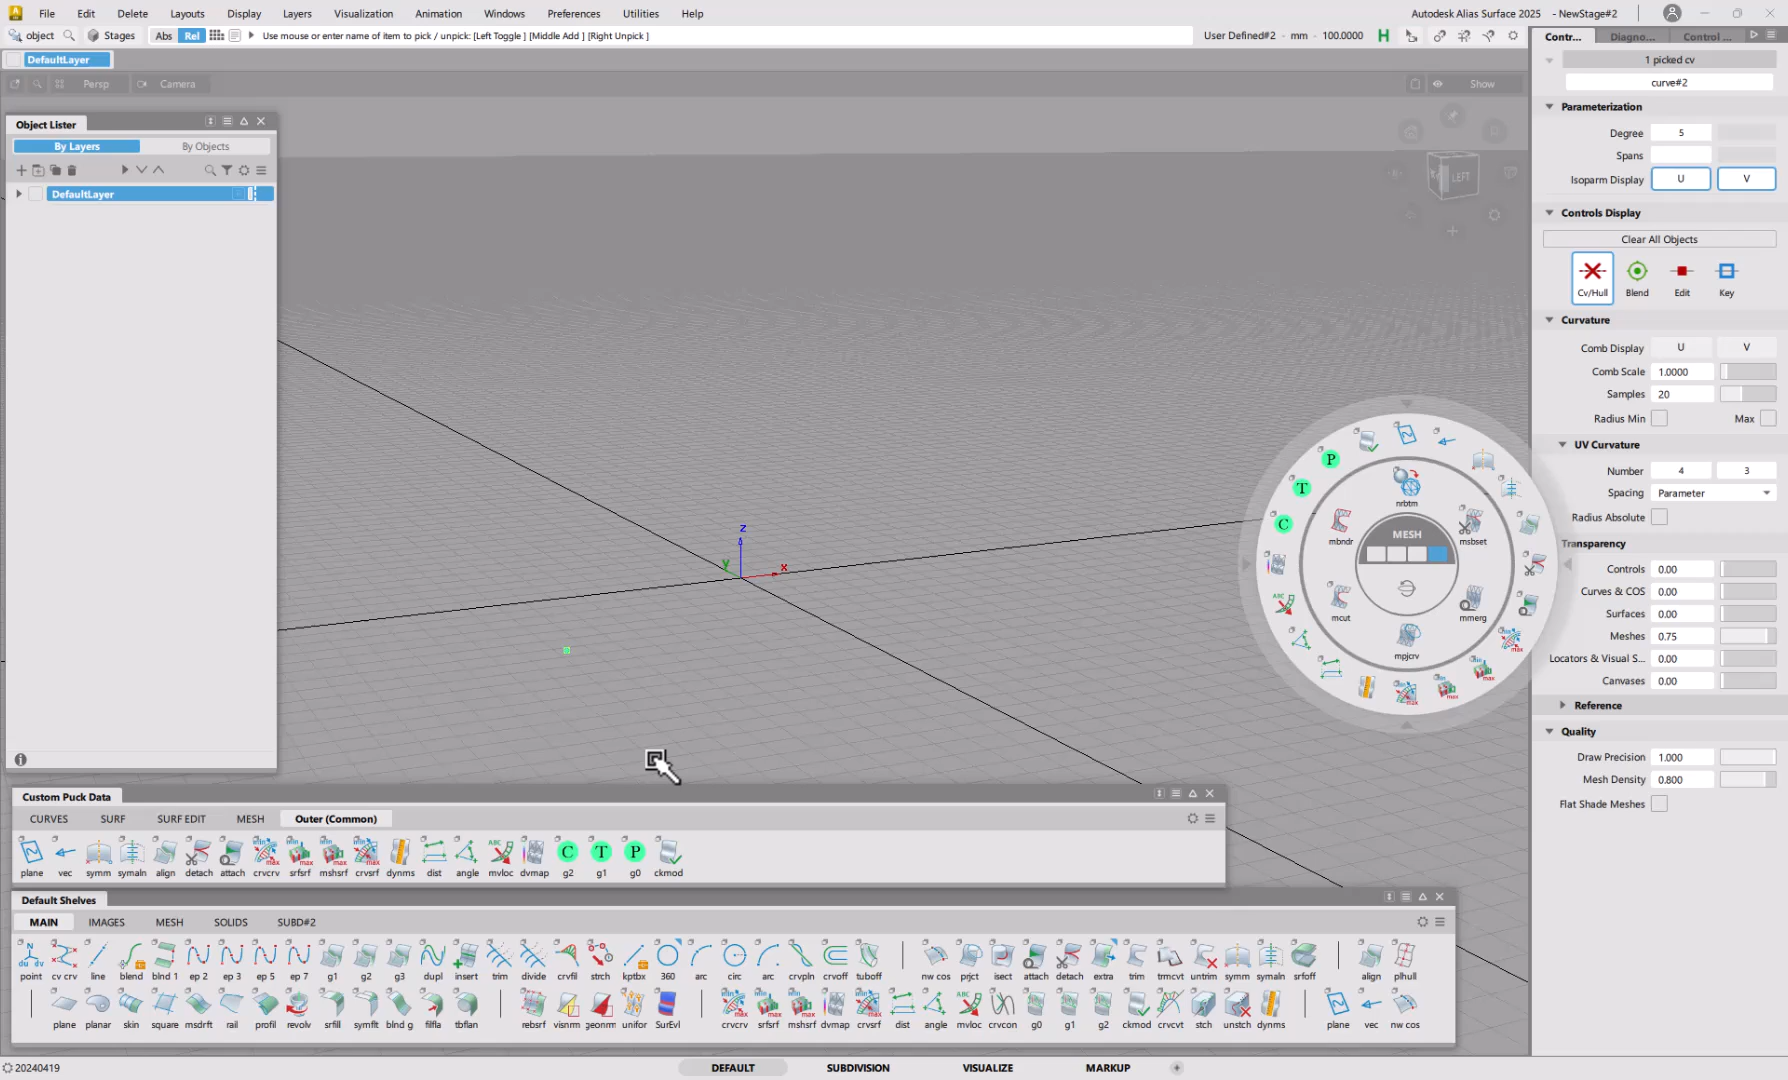 File Edit Delete Layouts Display Layers Visualization Animation Windows Preferences Utilities Help
Autodesk Alias Surface 2025 - NewStage#2
object Stages Abs Rel Use mouse or enter name of item to pick / unpick: [Left Toggle ] [Middle Add ] [Right Unpick ]
User Defined#2 - mm - 100.0000 H
DefaultLayer
Persp Camera Show
Object Lister
By Layers By Objects
DefaultLayer
LEFT
z
y x
MESH
nrbtm
mbndr msbset
mcut mmerg
mpjcrv
P
T
C
Contr... Diagno... Control ...
1 picked cv
curve#2
Parameterization
Degree 5
Spans
Isoparm Display U V
Controls Display
Clear All Objects
Cv/Hull Blend Edit Key
Curvature
Comb Display U V
Comb Scale 1.0000
Samples 20
Radius Min Max
UV Curvature
Number 4 3
Spacing Parameter
Radius Absolute
Transparency
Controls 0.00
Curves & COS 0.00
Surfaces 0.00
Meshes 0.75
Locators & Visual S... 0.00
Canvases 0.00
Reference
Quality
Draw Precision 1.000
Mesh Density 0.800
Flat Shade Meshes
Custom Puck Data
CURVES SURF SURF EDIT MESH Outer (Common)
C T P
plane vec symm symaln align detach attach crvcrv srfsrf mshsrf crvsrf dynms dist angle mvloc dvmap g2 g1 g0 ckmod
Default Shelves
MAIN IMAGES MESH SOLIDS SUBD#2
point cv crv line blend blnd 1 ep 2 ep 3 ep 5 ep 7 g1 g2 g3 dupl insert trim divide crvfil strch kptbx 360 arc circ arc crvpln crvoff tuboff nw cos prjct isect attach detach extra trim trmcvt untrim symm symaln srfoff align plhull
plane planar skin square msdrft rail profil revolv srfill symflt blnd g filfla tbflan rebsrf visnrm geonrm unifor SurEvl crvcrv srfsrf mshsrf dvmap crvsrf dist angle mvloc crvcon g0 g1 g2 ckmod crvcvt stch unstch dynms plane vec nw cos
20240419
DEFAULT SUBDIVISION VISUALIZE MARKUP